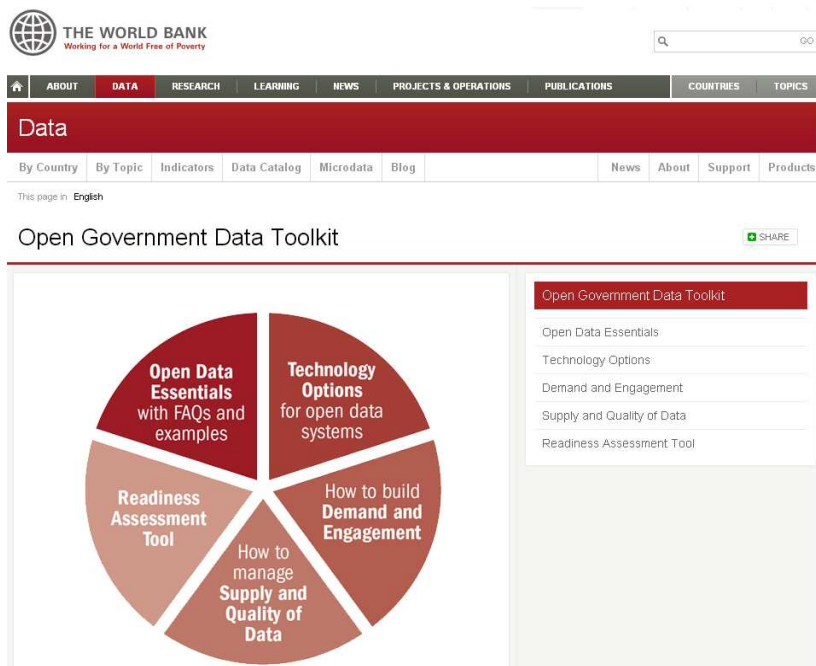 THE WORLD BANK
Working for a World Free of Poverty
GO
ABOUT DATA RESEARCH LEARNING NEWS PROJECTS & OPERATIONS PUBLICATIONS COUNTRIES TOPICS
Data
By Country By Topic Indicators Data Catalog Microdata Blog News About Support Products
This page in English
Open Government Data Toolkit
SHARE
Open Data
Essentials
with FAQs and
examples
Technology
Options
for open data
systems
How to build
Demand and
Engagement
How to
manage
Supply and
Quality of
Data
Readiness
Assessment
Tool
Open Government Data Toolkit
Open Data Essentials
Technology Options
Demand and Engagement
Supply and Quality of Data
Readiness Assessment Tool